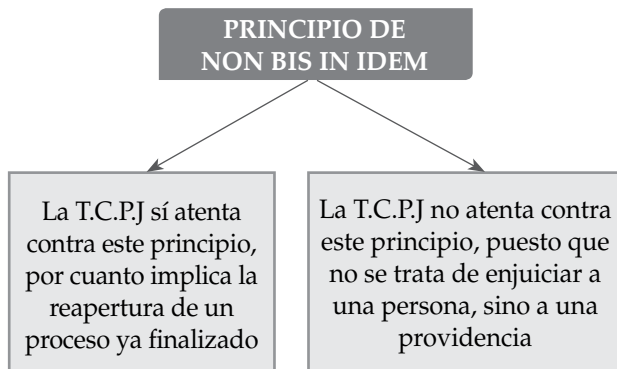 PRINCIPIO DE
NON BIS IN IDEM
La T.C.P.J sí atenta
contra este principio,
por cuanto implica la
reapertura de un
proceso ya finalizado
La T.C.P.J no atenta contra
este principio, puesto que
no se trata de enjuiciar a
una persona, sino a una
providencia